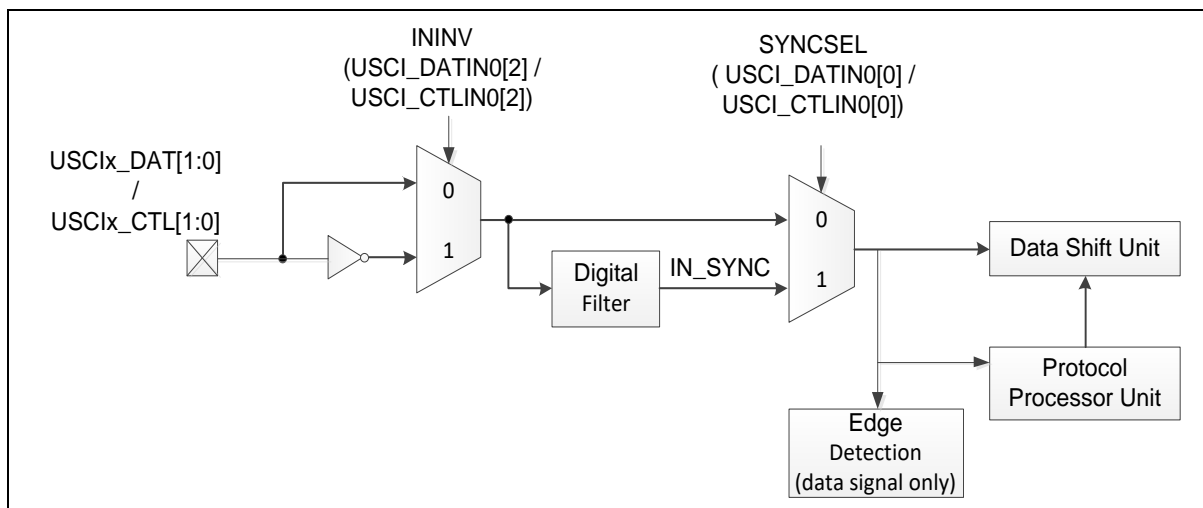 ININV
(USCI_DATIN0[2] /
USCI_CTLIN0[2])
SYNCSEL
( USCI_DATIN0[0] /
USCI_CTLIN0[0])
USCIx_DAT[1:0]
/
USCIx_CTL[1:0]
0
1
Digital
Filter
IN_SYNC
0
1
Data Shift Unit
Protocol
Processor Unit
Edge
Detection
(data signal only)